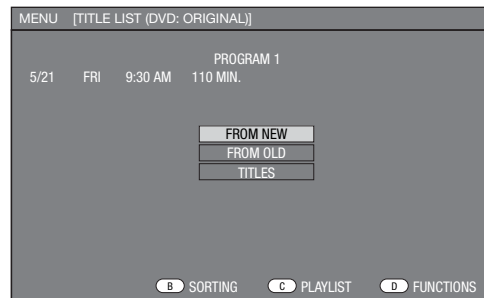 MENU [TITLE LIST (DVD: ORIGINAL)]
PROGRAM 1
5/21 FRI 9:30 AM 110 MIN.
FROM NEW
FROM OLD
TITLES
B SORTING C PLAYLIST D FUNCTIONS